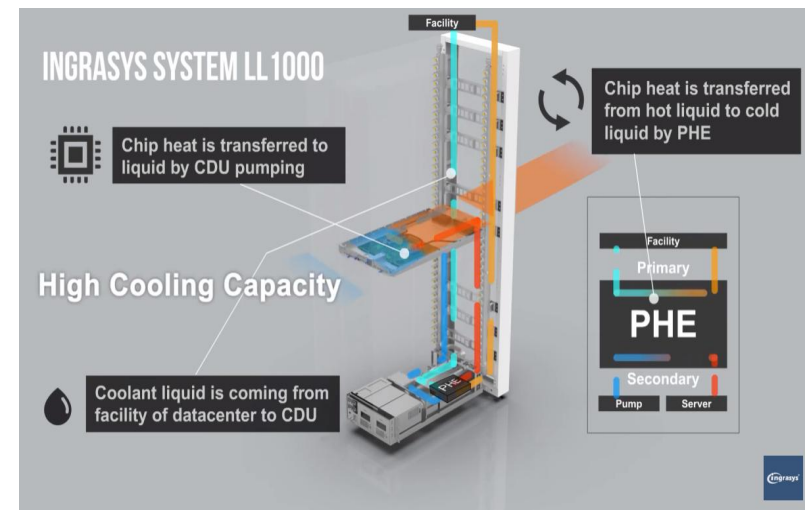 Facility
INGRASYS SYSTEM LL1000
Chip heat is transferred to
liquid by CDU pumping
Chip heat is transferred
from hot liquid to cold
liquid by PHE
High Cooling Capacity
Facility
Primary
PHE
Secondary
Pump
Server
PHE
Coolant liquid is coming from
facility of datacenter to CDU
ingrasys